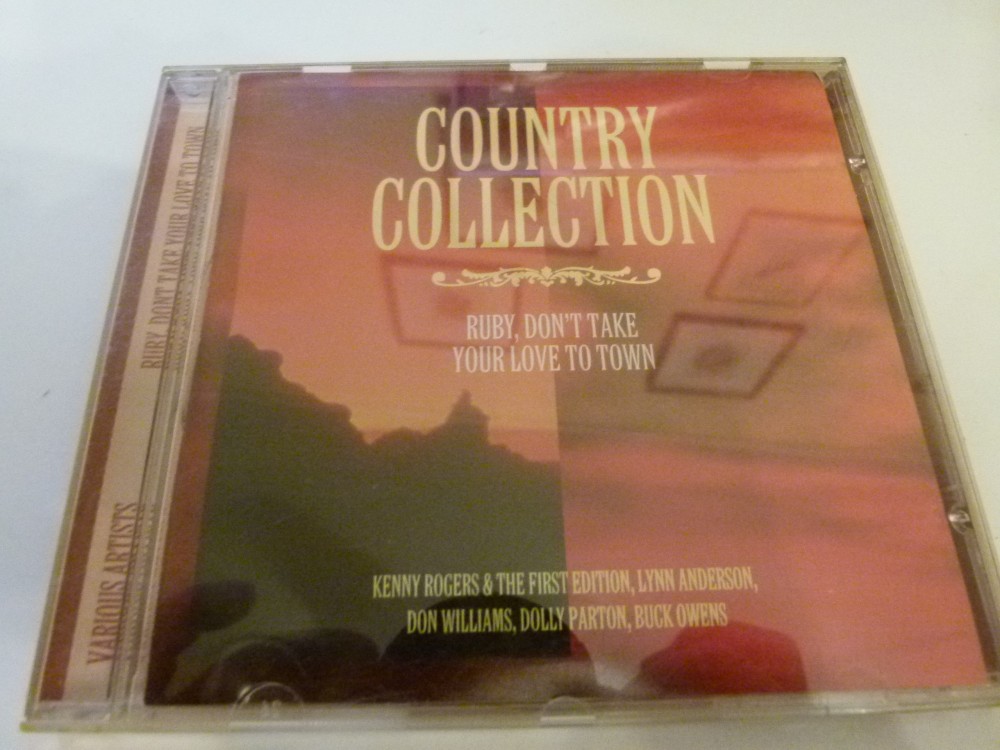 COUNTRY
COLLECTION
RUBY, DON'T TAKE
YOUR LOVE TO TOWN
KENNY ROGERS & THE FIRST EDITION, LYNN ANDERSON,
DON WILLIAMS, DOLLY PARTON, BUCK OWENS
VARIOUS ARTISTS
RUBY, DON'T TAKE YOUR LOVE TO TOWN